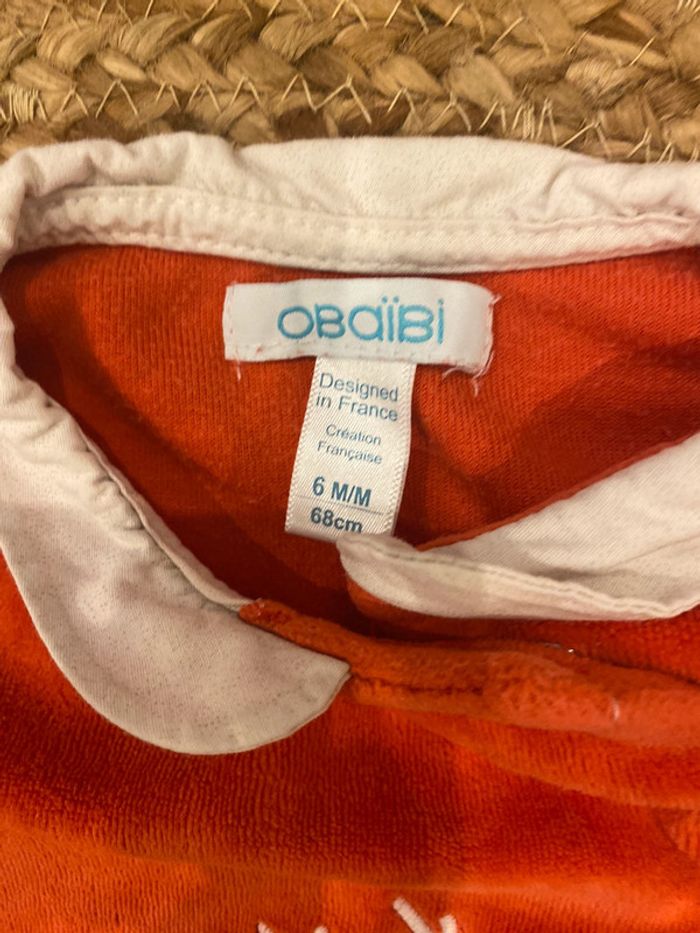 OBaïBi
Designed
in France
Création
Française
6 M/M
68cm